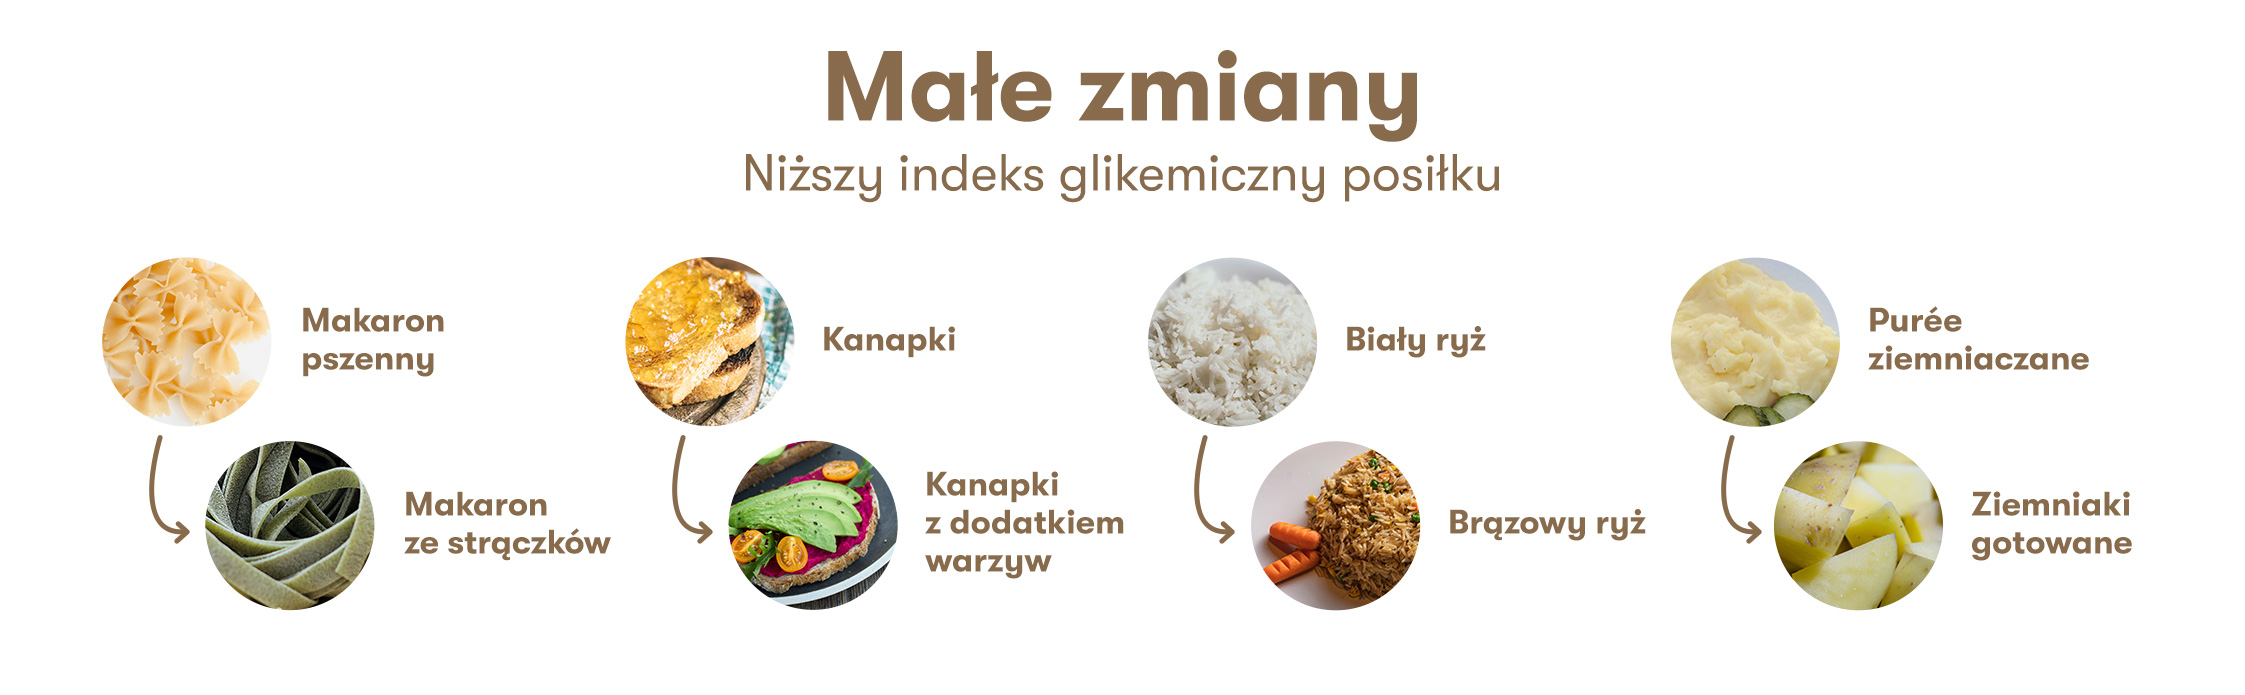 Małe zmiany
Niższy indeks glikemiczny posiłku
Makaron
pszenny
Makaron
ze strączków
Kanapki
Kanapki
z dodatkiem
warzyw
Biały ryż
Brązowy ryż
Purée
ziemniaczane
Ziemniaki
gotowane